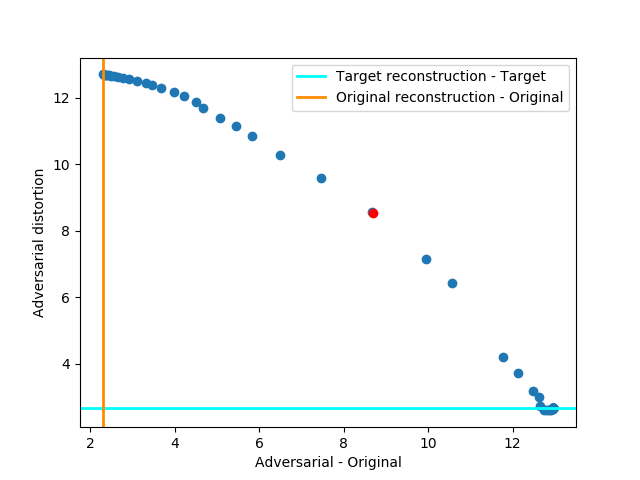 Target reconstruction - Target
Original reconstruction - Original
12
10
8
6
4
Adversarial distortion
2 4 6 8 10 12
Adversarial - Original